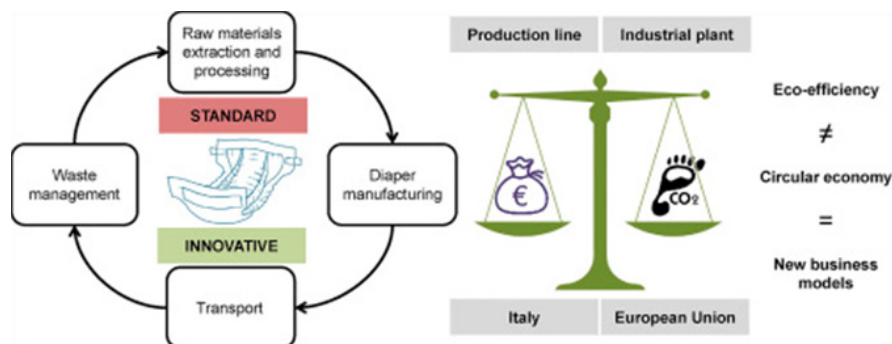 Raw materials
extraction and
processing
STANDARD
Waste
management
Diaper
manufacturing
INNOVATIVE
Transport
Production line
Industrial plant
€
CO₂
Italy
European Union
Eco-efficiency
≠
Circular economy
=
New business
models